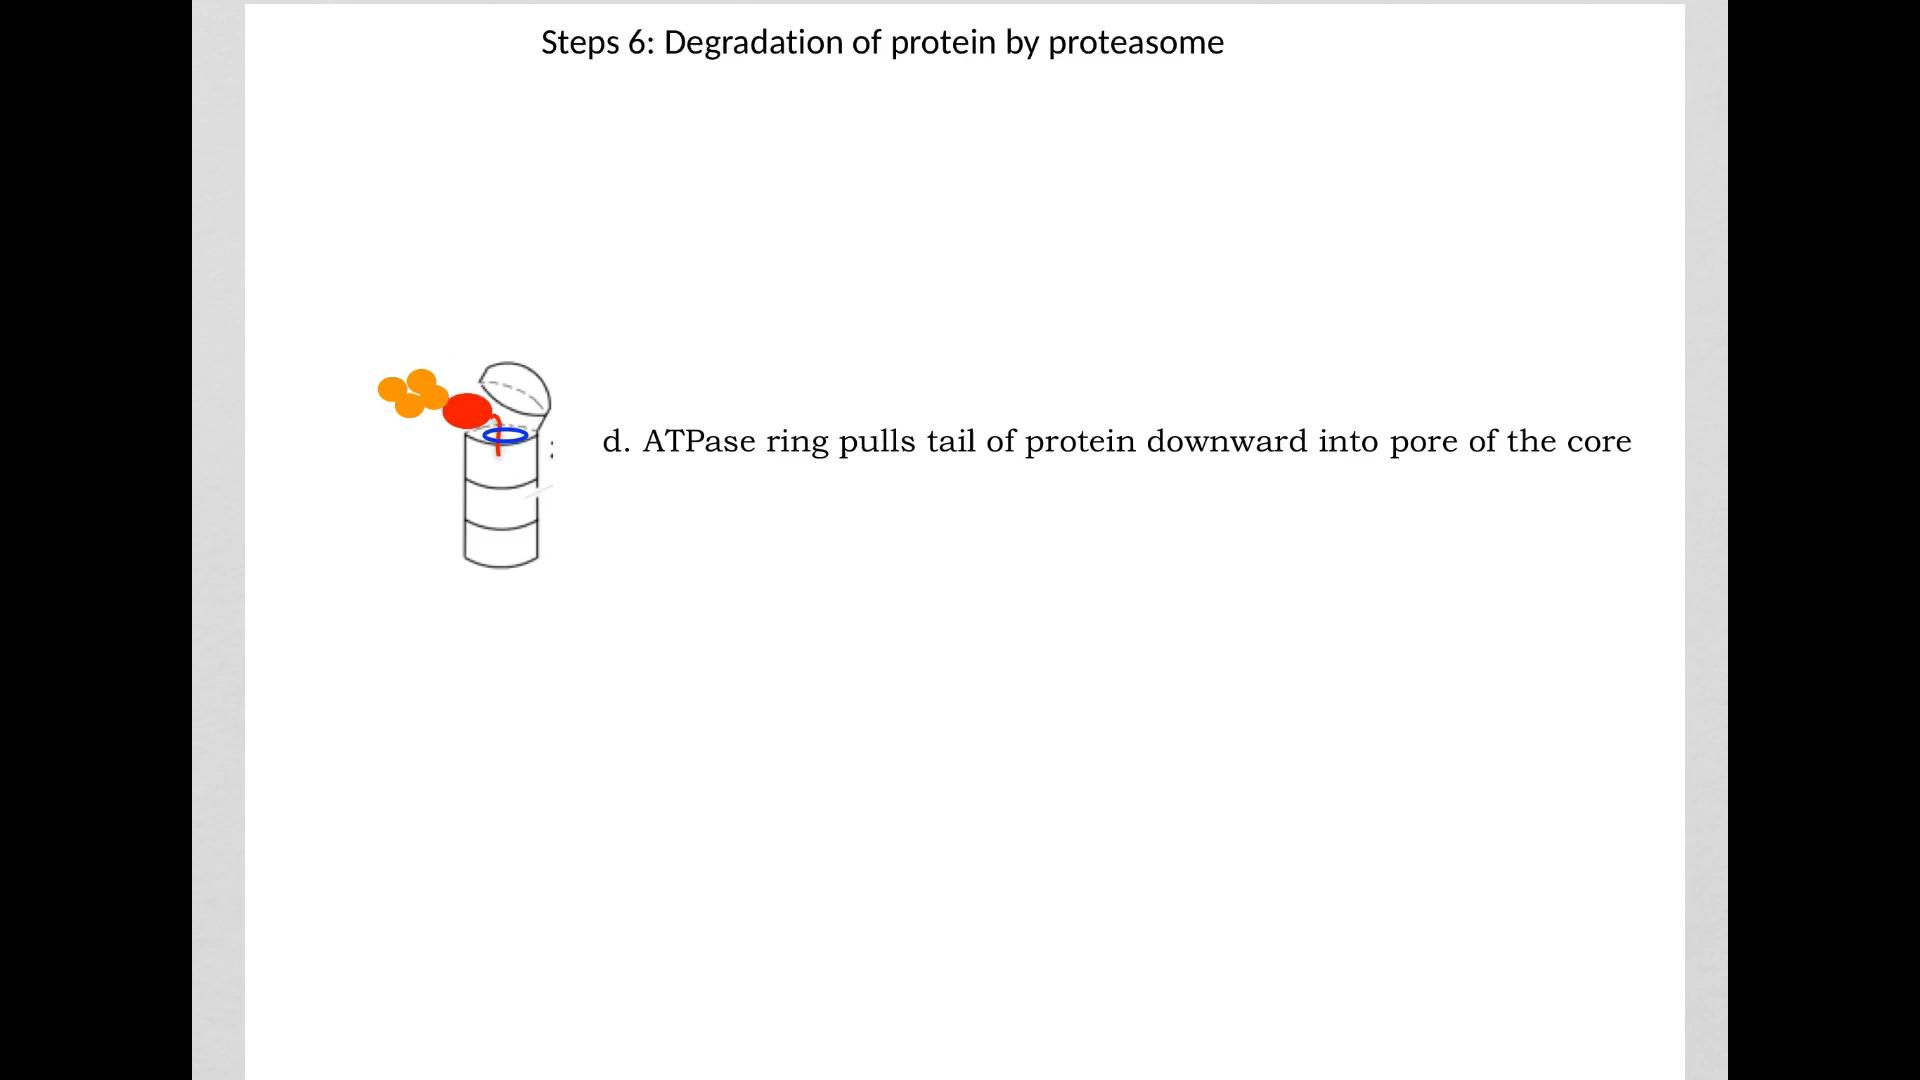 Steps 6: Degradation of protein by proteasome
d. ATPase ring pulls tail of protein downward into pore of the core